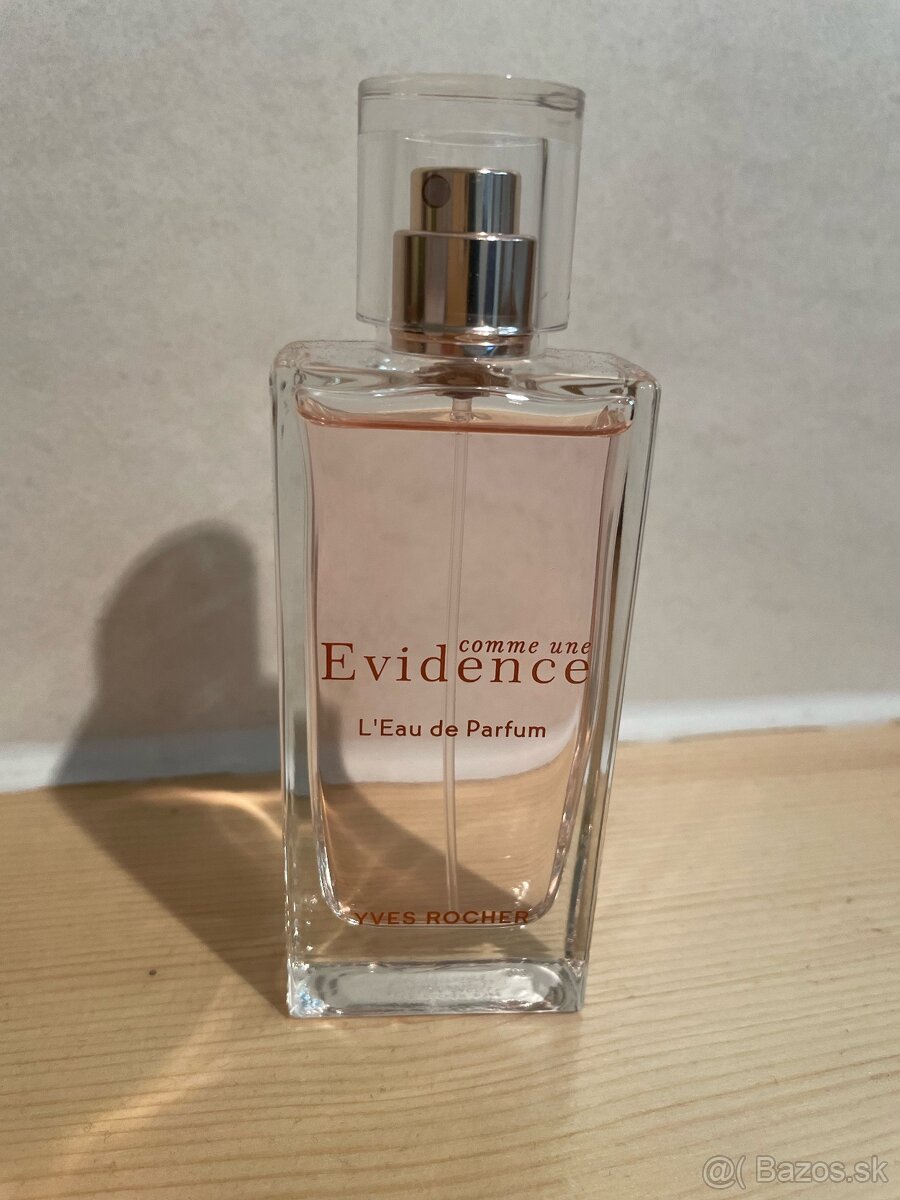 comme une
Evidence
L'Eau de Parfum
YVES ROCHER
@( Bazos.sk